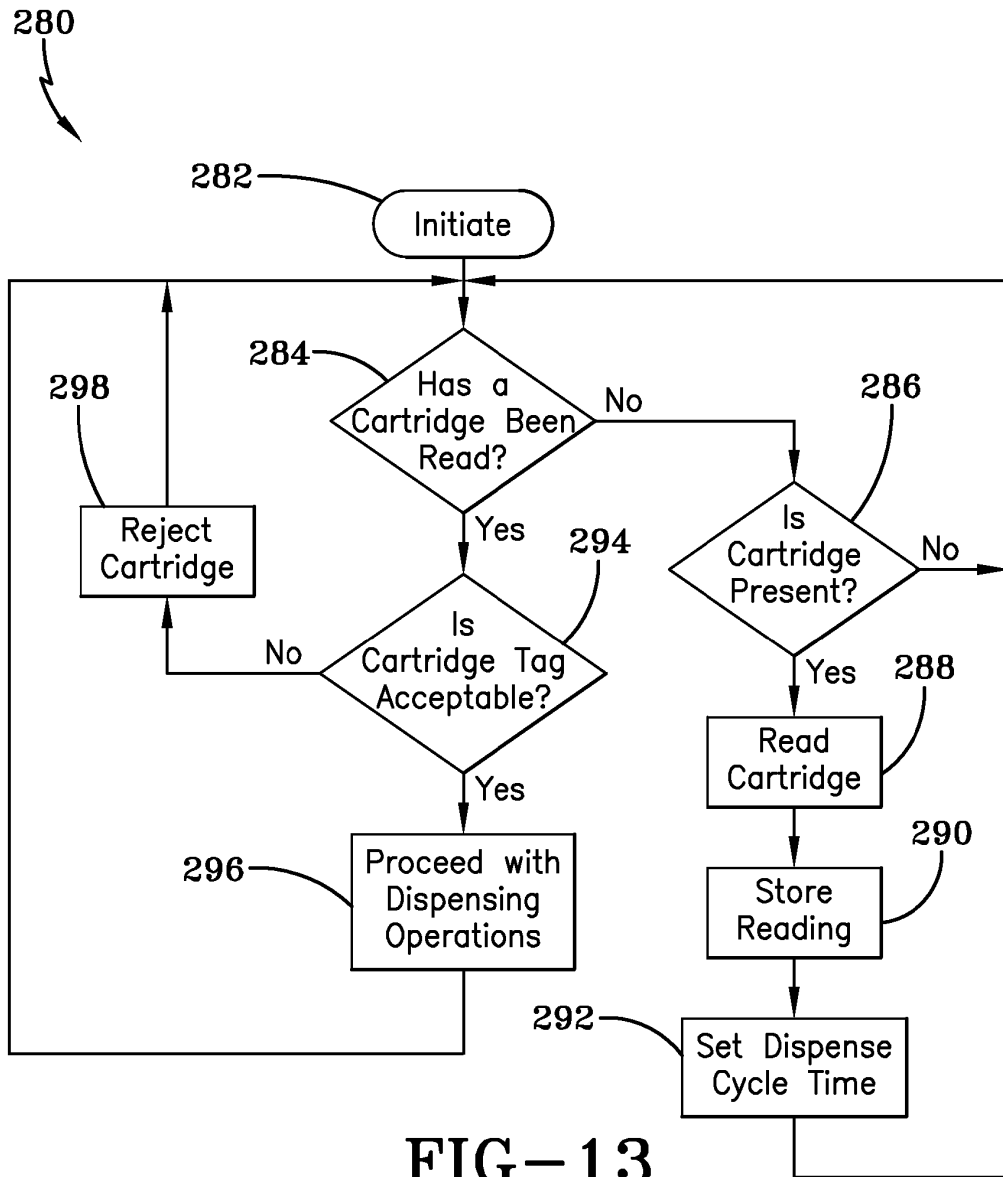 280
282
Initiate
284
Has a
Cartridge Been
Read?
No
286
298
Is
Cartridge
Present?
No
Reject
Cartridge
Yes
294
Is
Cartridge Tag
Acceptable?
No
Yes
288
Read
Cartridge
Yes
296
Proceed with
Dispensing
Operations
290
Store
Reading
292
Set Dispense
Cycle Time
FIG-13